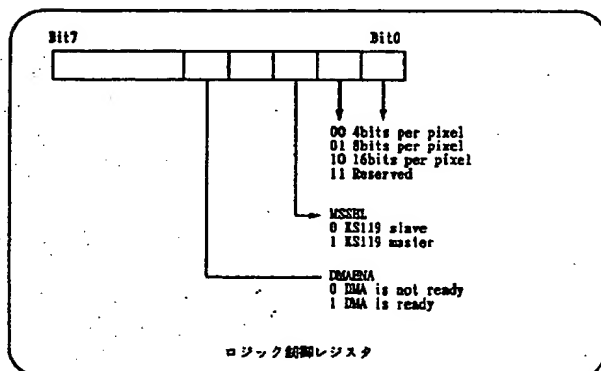 Bit7 Bit0
00 4bits per pixel
01 8bits per pixel
10 16bits per pixel
11 Reserved
MSSEL
0 KS119 slave
1 KS119 master
DMAENA
0 DMA is not ready
1 DMA is ready
ロジック制御レジスタ